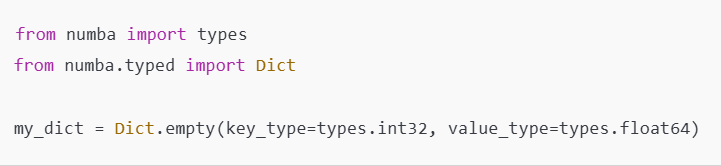 from numba import types
from numba.typed import Dict
my_dict = Dict.empty(key_type=types.int32, value_type=types.float64)